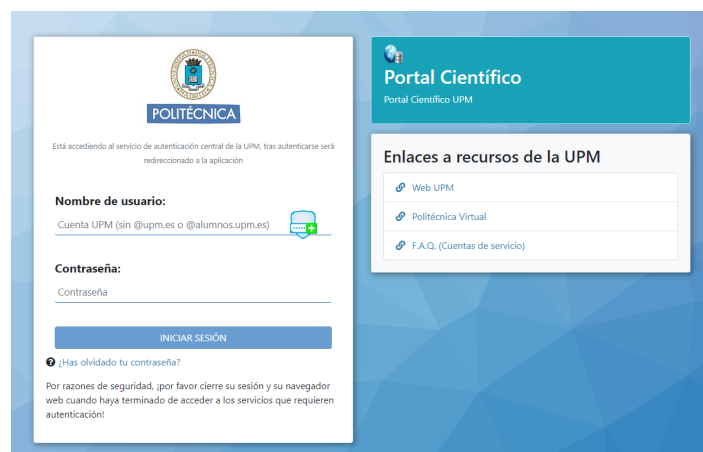 POLITÉCNICA
Está accediendo al servicio de autenticación central de la UPM, tras autenticarse será
redireccionado a la aplicación
Nombre de usuario:
Cuenta UPM (sin @upm.es o @alumnos.upm.es)
Contraseña:
Contraseña
INICIAR SESIÓN
¿Has olvidado tu contraseña?
Por razones de seguridad, ¡por favor cierre su sesión y su navegador
web cuando haya terminado de acceder a los servicios que requieren
autenticación!
Portal Científico
Portal Científico UPM
Enlaces a recursos de la UPM
Web UPM
Politécnica Virtual
F.A.Q. (Cuentas de servicio)